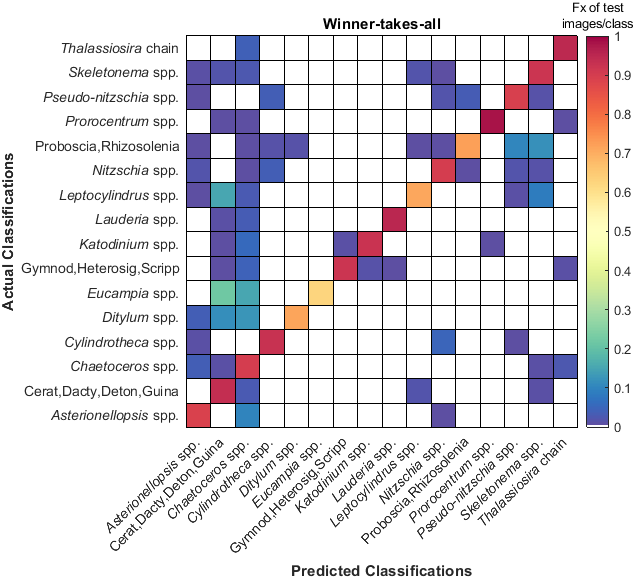 Fx of test
images/class
Winner-takes-all
Thalassiosira chain
Skeletonema spp.
Pseudo-nitzschia spp.
Prorocentrum spp.
Proboscia,Rhizosolenia
Nitzschia spp.
Leptocylindrus spp.
Lauderia spp.
Katodinium spp.
Gymnod,Heterosig,Scripp
Eucampia spp.
Ditylum spp.
Cylindrotheca spp.
Chaetoceros spp.
Cerat,Dacty,Deton,Guina
Asterionellopsis spp.
Actual Classifications
1
0.9
0.8
0.7
0.6
0.5
0.4
0.3
0.2
0.1
0
Asterionellopsis spp.
Cerat,Dacty,Deton,Guina
Chaetoceros spp.
Cylindrotheca spp.
Ditylum spp.
Eucampia spp.
Gymnod,Heterosig,Scripp
Katodinium spp.
Lauderia spp.
Leptocylindrus spp.
Nitzschia spp.
Proboscia,Rhizosolenia
Prorocentrum spp.
Pseudo-nitzschia spp.
Skeletonema spp.
Thalassiosira chain
Predicted Classifications